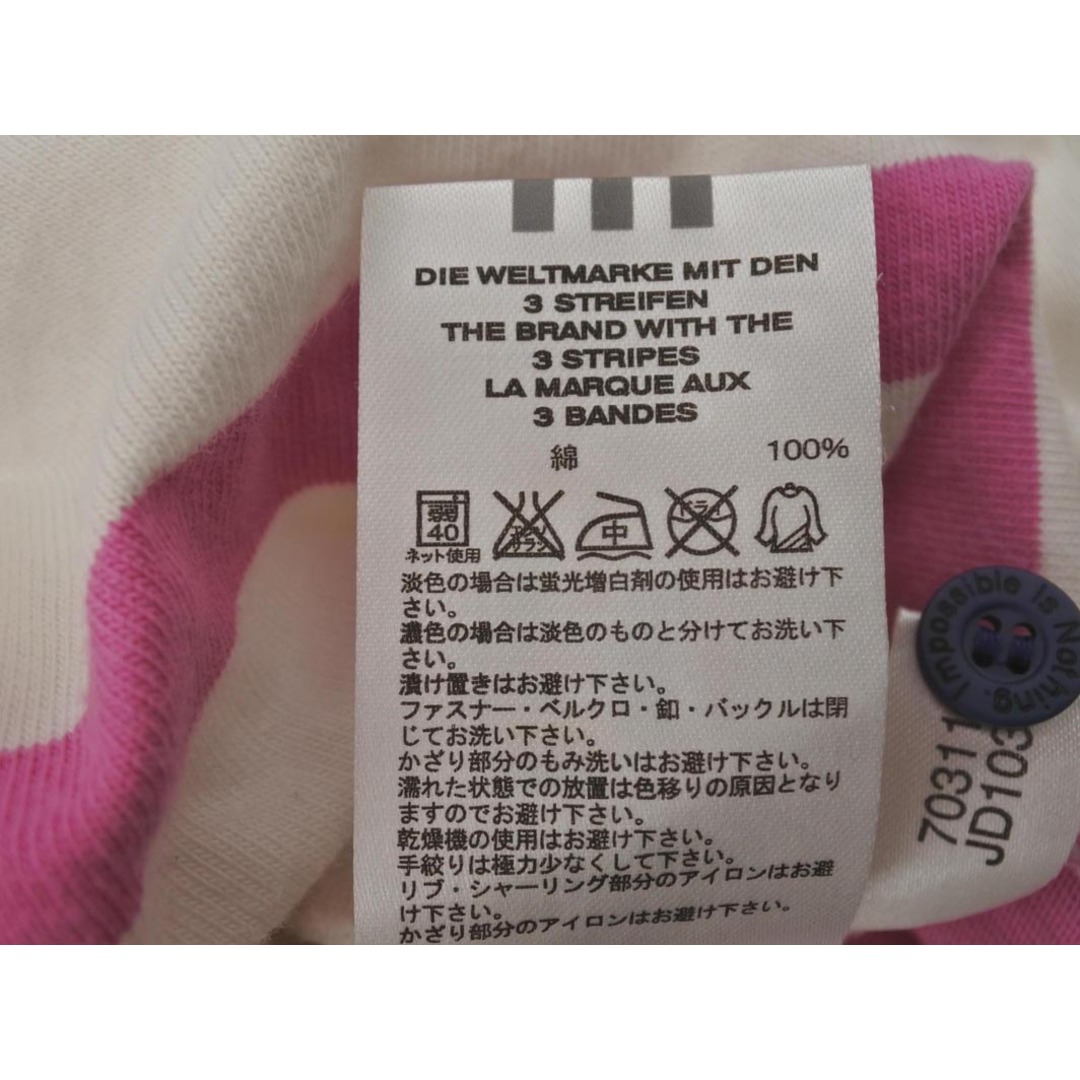 DIE WELTMARKE MIT DEN
3 STREIFEN
THE BRAND WITH THE
3 STRIPES
LA MARQUE AUX
3 BANDES
綿 100%
弱
40
エンソ
サラシ
中
ドライ
ネット使用
淡色の場合は蛍光増白剤の使用はお避け下
さい。
濃色の場合は淡色のものと分けてお洗い下
さい。
漬け置きはお避け下さい。
ファスナー・ベルクロ・釦・バックルは閉
じてお洗い下さい。
かざり部分のもみ洗いはお避け下さい。
濡れた状態での放置は色移りの原因となり
ますのでお避け下さい。
乾燥機の使用はお避け下さい。
手絞りは極力少なくして下さい。
リブ・シャーリング部分のアイロンはお避
け下さい。
かざり部分のアイロンはお避け下さい。
Impossible Is Nothing.
70311
JD103